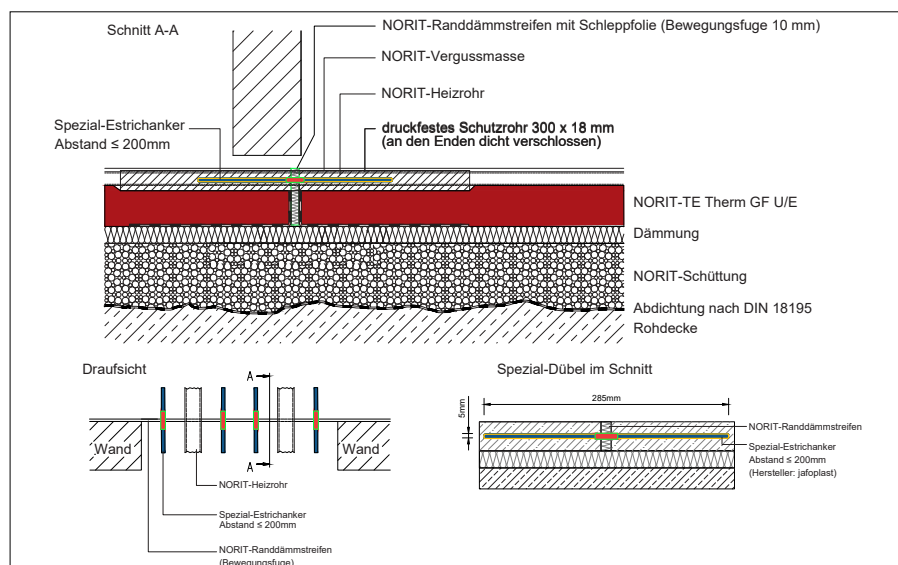 Schnitt A-A
NORIT-Randdämmstreifen mit Schleppfolie (Bewegungsfuge 10 mm)
NORIT-Vergussmasse
NORIT-Heizrohr
Spezial-Estrichanker
Abstand ≤ 200mm
druckfestes Schutzrohr 300 x 18 mm
(an den Enden dicht verschlossen)
NORIT-TE Therm GF U/E
Dämmung
NORIT-Schüttung
Abdichtung nach DIN 18195
Rohdecke
Draufsicht
A
A
Wand
Wand
NORIT-Heizrohr
Spezial-Estrichanker
Abstand ≤ 200mm
NORIT-Randdämmstreifen
(Bewegungsfuge)
Spezial-Dübel im Schnitt
285mm
5mm
NORIT-Randdämmstreifen
Spezial-Estrichanker
Abstand ≤ 200mm
(Hersteller: jafoplast)